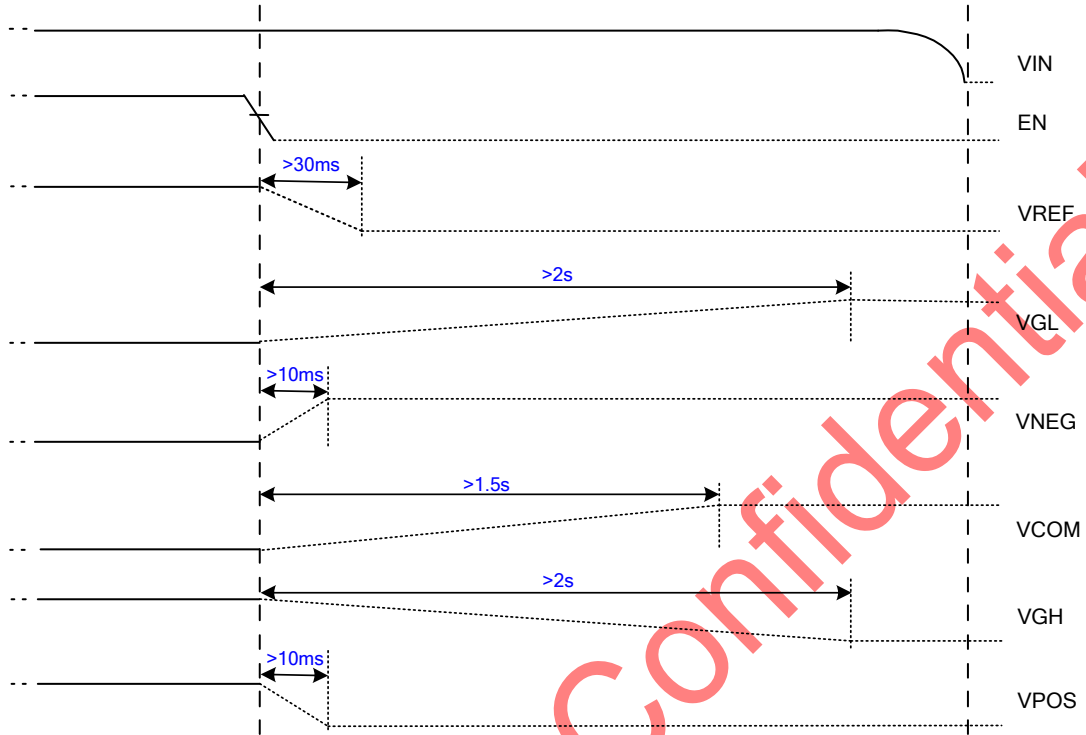 VIN
EN
>30ms
VREF
>2s
VGL
>10ms
VNEG
>1.5s
VCOM
>2s
VGH
>10ms
VPOS
Confidential